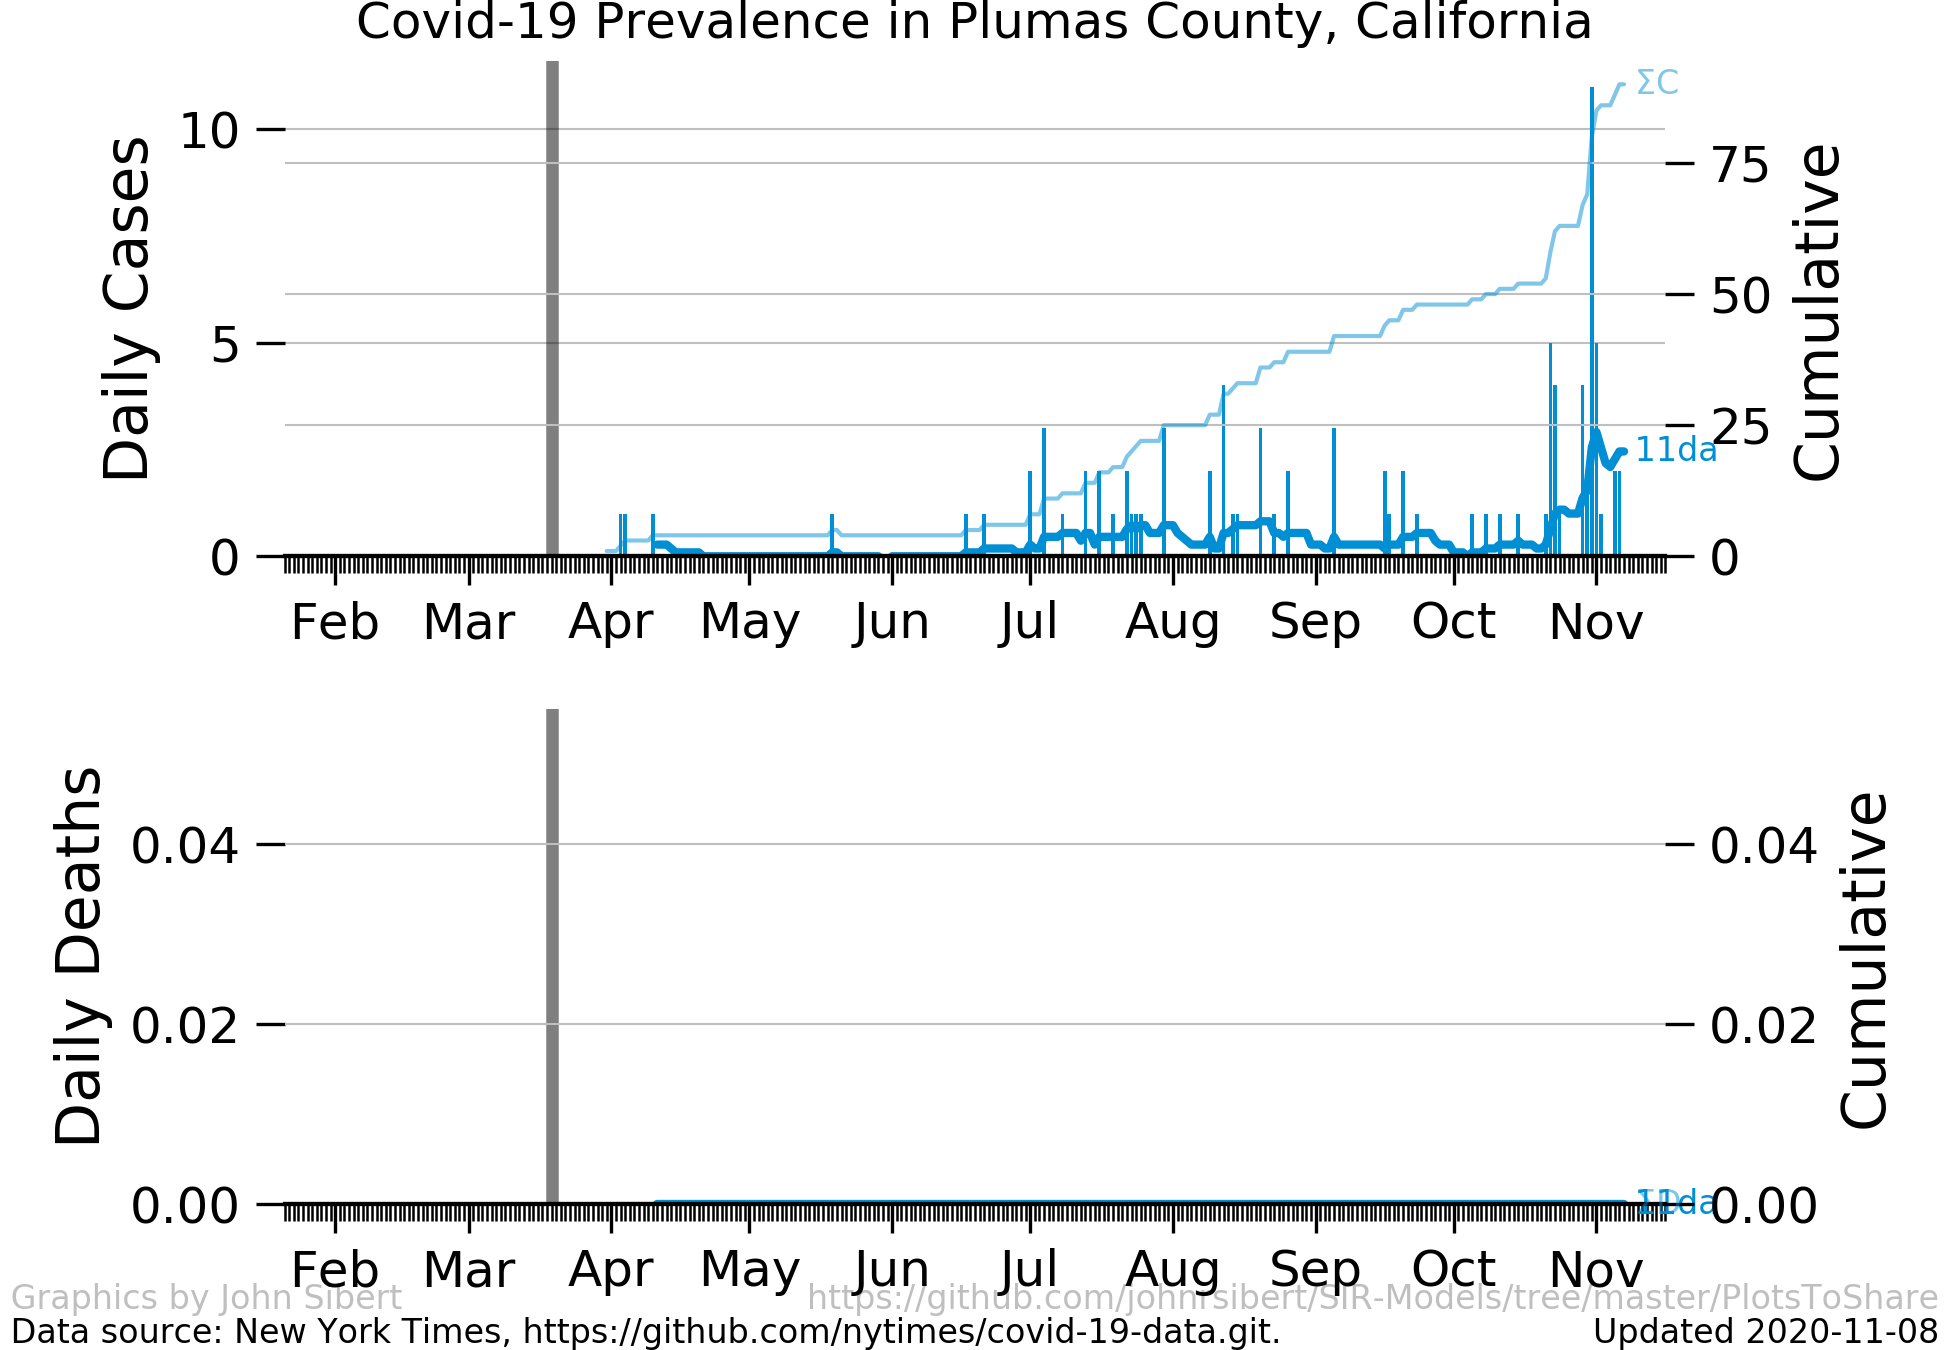 Covid-19 Prevalence in Plumas County, California
Daily Cases
10
5
0
ΣC
11da
75
50
25
0
Cumulative
Feb Mar Apr May Jun Jul Aug Sep Oct Nov
Daily Deaths
0.04
0.02
0.00
11da
0.04
0.02
0.00
Cumulative
Feb Mar Apr May Jun Jul Aug Sep Oct Nov
Graphics by John Sibert https://github.com/johnrsibert/SIR-Models/tree/master/PlotsToShare
Data source: New York Times, https://github.com/nytimes/covid-19-data.git. Updated 2020-11-08